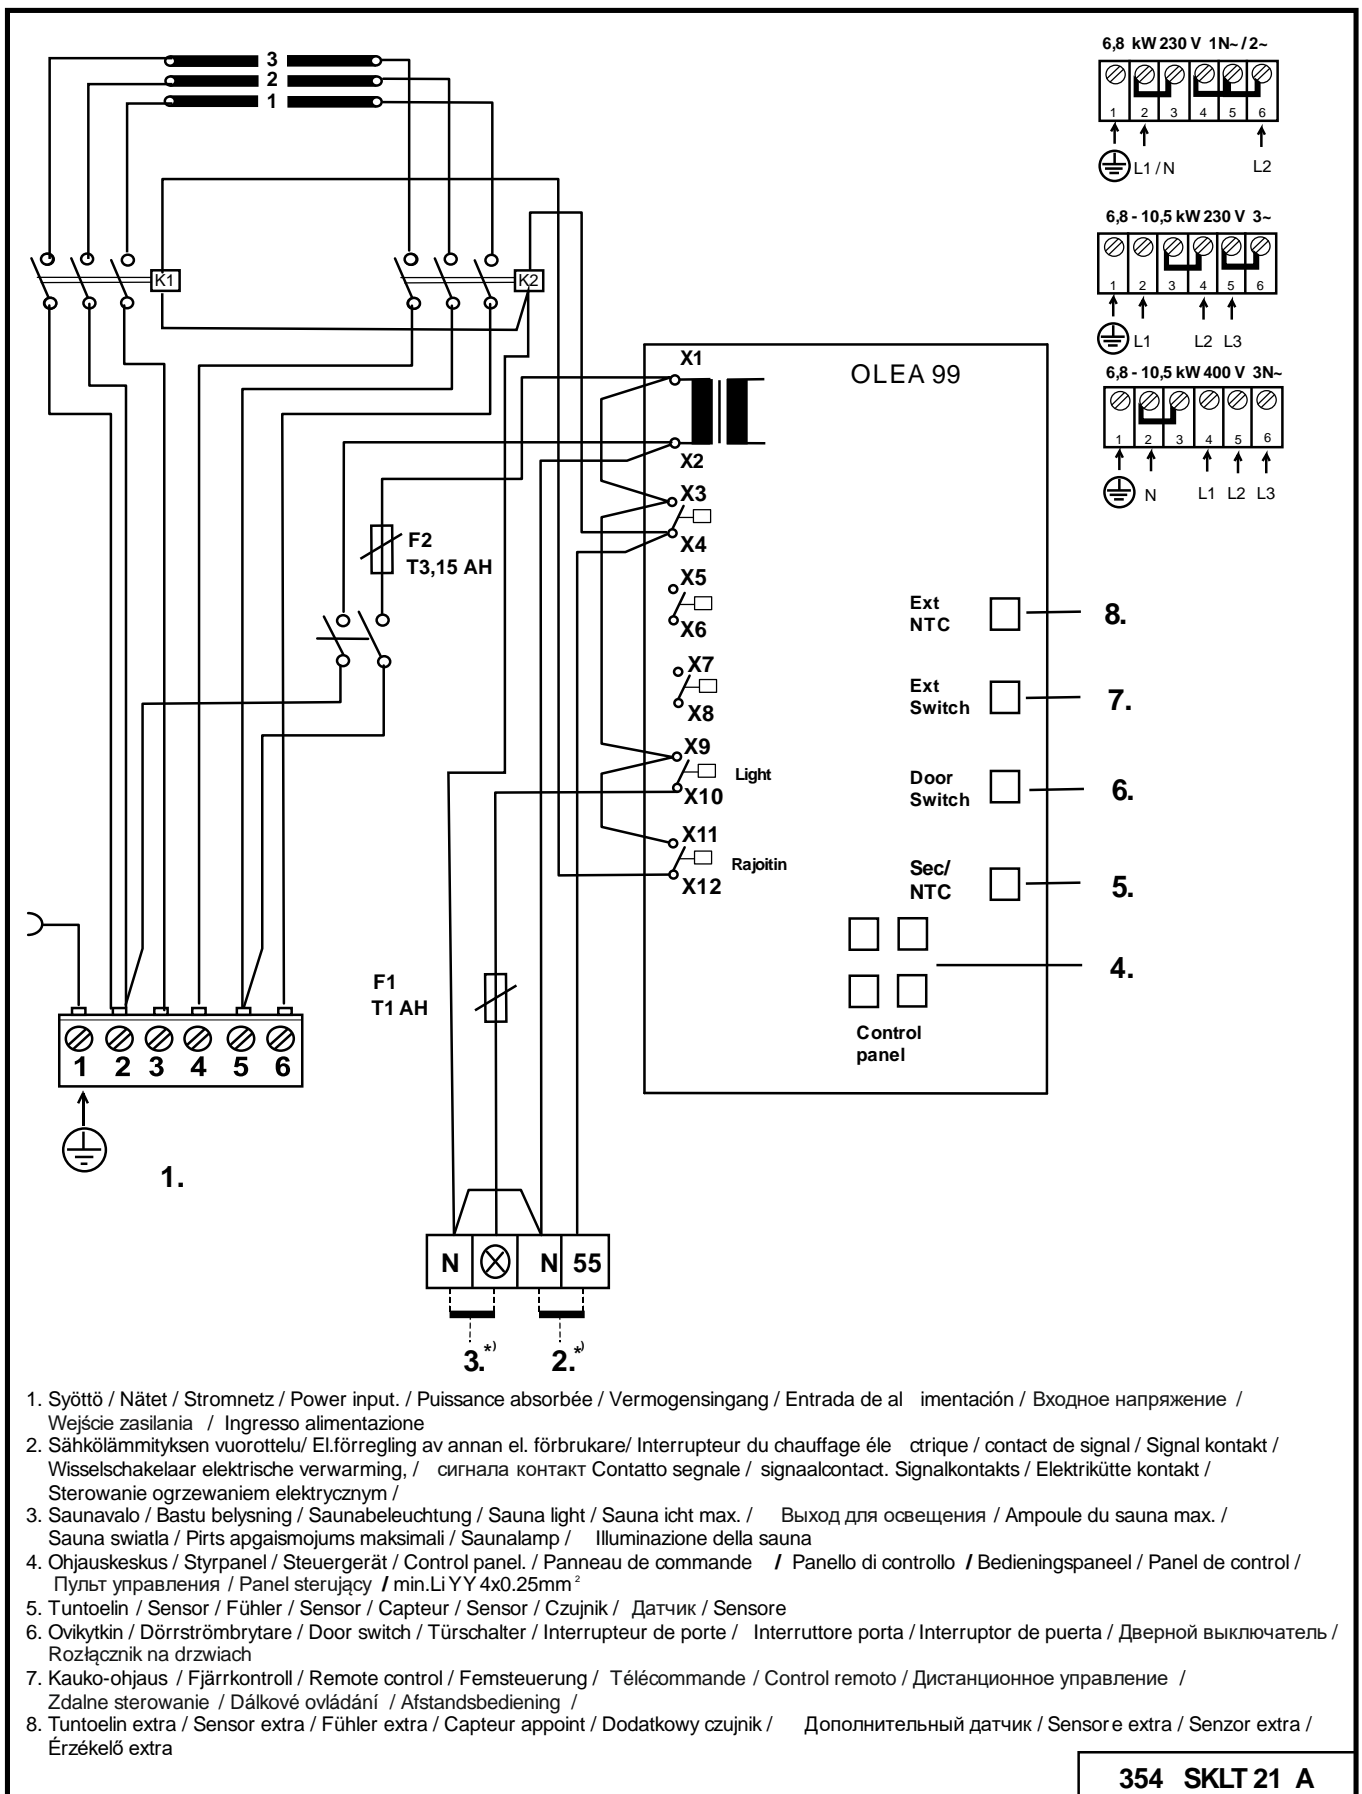 3
2
1
K1
K2
6,8 kW 230 V 1N~ / 2~
1 2 3 4 5 6
L1 / N L2
6,8 - 10,5 kW 230 V 3~
1 2 3 4 5 6
L1 L2 L3
6,8 - 10,5 kW 400 V 3N~
1 2 3 4 5 6
N L1 L2 L3
OLEA 99
X1
X2
X3
X4
X5
X6
X7
X8
X9
Light
X10
X11
Rajoitin
X12
F2
T3,15 AH
Ext
NTC
8.
Ext
Switch
7.
Door
Switch
6.
Sec/
NTC
5.
4.
Control
panel
F1
T1 AH
1 2 3 4 5 6
1.
N N 55
3.*) 2.*)
1. Syöttö / Nätet / Stromnetz / Power input. / Puissance absorbée / Vermogensingang / Entrada de al imentación / Входное напряжение /
Wejście zasilania / Ingresso alimentazione
2. Sähkölämmityksen vuorottelu/ El.förregling av annan el. förbrukare/ Interrupteur du chauffage éle ctrique / contact de signal / Signal kontakt /
Wisselschakelaar elektrische verwarming, / сигнала контакт Contatto segnale / signaalcontact. Signalkontakts / Elektrikütte kontakt /
Sterowanie ogrzewaniem elektrycznym /
3. Saunavalo / Bastu belysning / Saunabeleuchtung / Sauna light / Sauna icht max. / Выход для освещения / Ampoule du sauna max. /
Sauna swiatla / Pirts apgaismojums maksimali / Saunalamp / Illuminazione della sauna
4. Ohjauskeskus / Styrpanel / Steuergerät / Control panel. / Panneau de commande / Panello di controllo / Bedieningspaneel / Panel de control /
Пульт управления / Panel sterujący / min.Li YY 4x0.25mm²
5. Tuntoelin / Sensor / Fühler / Sensor / Capteur / Sensor / Czujnik / Датчик / Sensore
6. Ovikytkin / Dörrströmbrytare / Door switch / Türschalter / Interrupteur de porte / Interruttore porta / Interruptor de puerta / Дверной выключатель /
Rozłącznik na drzwiach
7. Kauko-ohjaus / Fjärrkontroll / Remote control / Femsteuerung / Télécommande / Control remoto / Дистанционное управление /
Zdalne sterowanie / Dálkové ovládání / Afstandsbediening /
8. Tuntoelin extra / Sensor extra / Fühler extra / Capteur appoint / Dodatkowy czujnik / Дополнительный датчик / Sensore extra / Senzor extra /
Érzékelő extra
354 SKLT 21 A